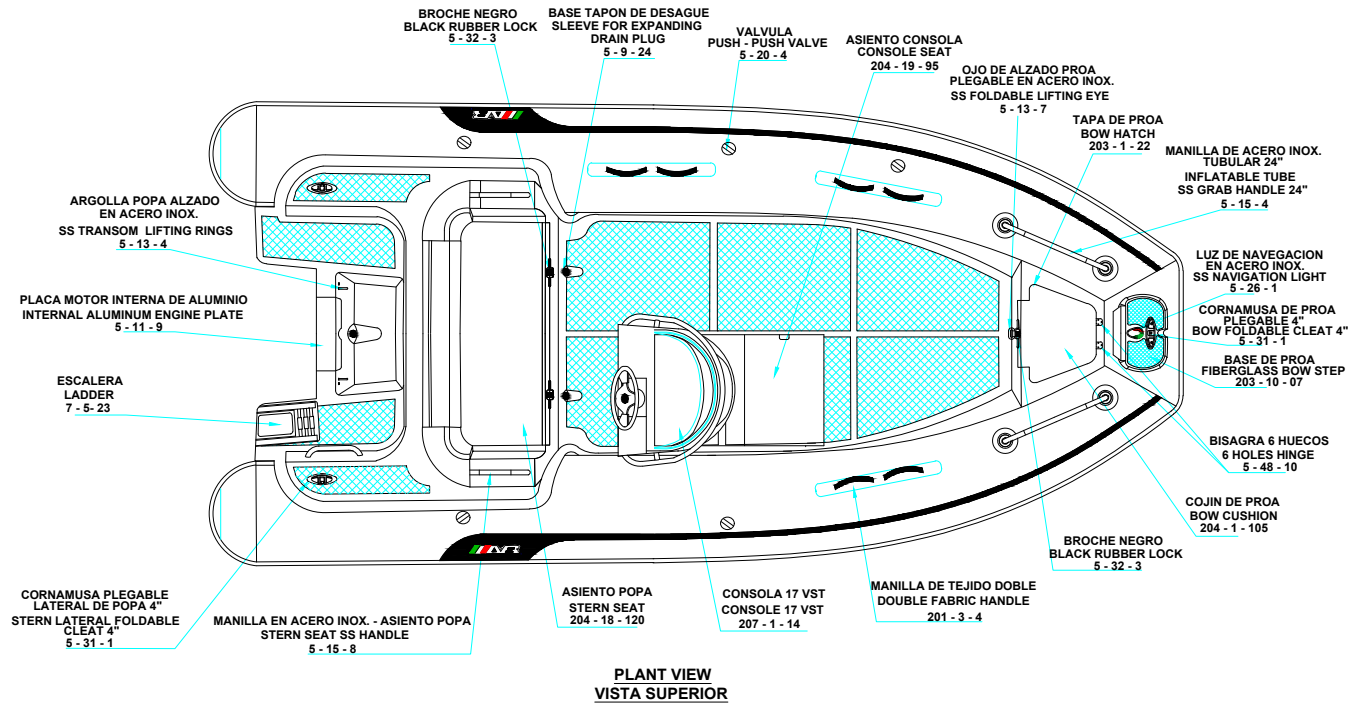 BROCHE NEGRO
BLACK RUBBER LOCK
5 - 32 - 3
BASE TAPON DE DESAGUE
SLEEVE FOR EXPANDING
DRAIN PLUG
5 - 9 - 24
VALVULA
PUSH - PUSH VALVE
5 - 20 - 4
ASIENTO CONSOLA
CONSOLE SEAT
204 - 19 - 95
OJO DE ALZADO PROA
PLEGABLE EN ACERO INOX.
SS FOLDABLE LIFTING EYE
5 - 13 - 7
TAPA DE PROA
BOW HATCH
203 - 1 - 22
MANILLA DE ACERO INOX.
TUBULAR 24"
INFLATABLE TUBE
SS GRAB HANDLE 24"
5 - 15 - 4
ARGOLLA POPA ALZADO
EN ACERO INOX.
SS TRANSOM LIFTING RINGS
5 - 13 - 4
PLACA MOTOR INTERNA DE ALUMINIO
INTERNAL ALUMINUM ENGINE PLATE
5 - 11 - 9
ESCALERA
LADDER
7 - 5- 23
LUZ DE NAVEGACION
EN ACERO INOX.
SS NAVIGATION LIGHT
5 - 26 - 1
CORNAMUSA DE PROA
PLEGABLE 4"
BOW FOLDABLE CLEAT 4"
5 - 31 - 1
BASE DE PROA
FIBERGLASS BOW STEP
203 - 10 - 07
BISAGRA 6 HUECOS
6 HOLES HINGE
5 - 48 - 10
COJIN DE PROA
BOW CUSHION
204 - 1 - 105
BROCHE NEGRO
BLACK RUBBER LOCK
5 - 32 - 3
CORNAMUSA PLEGABLE
LATERAL DE POPA 4"
STERN LATERAL FOLDABLE
CLEAT 4"
5 - 31 - 1
MANILLA EN ACERO INOX. - ASIENTO POPA
STERN SEAT SS HANDLE
5 - 15 - 8
ASIENTO POPA
STERN SEAT
204 - 18 - 120
CONSOLA 17 VST
CONSOLE 17 VST
207 - 1 - 14
MANILLA DE TEJIDO DOBLE
DOUBLE FABRIC HANDLE
201 - 3 - 4
PLANT VIEW
VISTA SUPERIOR